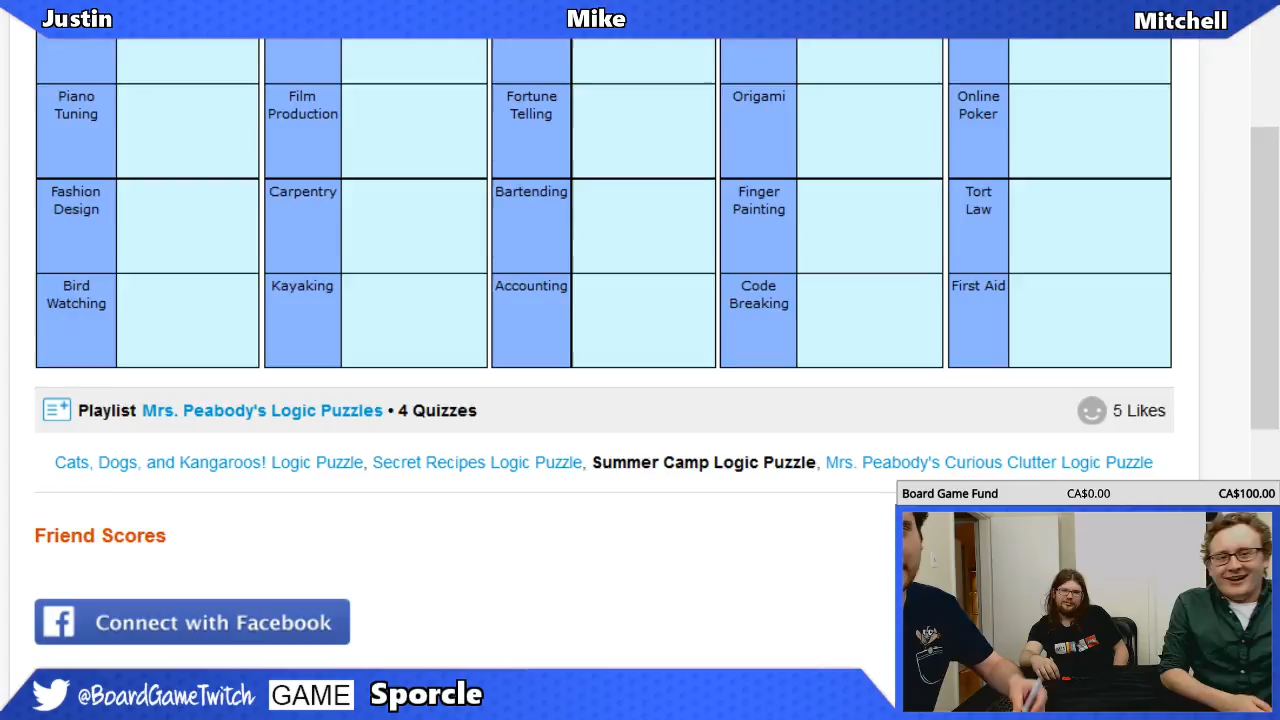 Justin
Mike
Mitchell
Piano
Tuning
Film
Production
Fortune
Telling
Origami
Online
Poker
Fashion
Design
Carpentry
Bartending
Finger
Painting
Tort
Law
Bird
Watching
Kayaking
Accounting
Code
Breaking
First Aid
Playlist Mrs. Peabody's Logic Puzzles • 4 Quizzes
5 Likes
Cats, Dogs, and Kangaroos! Logic Puzzle, Secret Recipes Logic Puzzle, Summer Camp Logic Puzzle, Mrs. Peabody's Curious Clutter Logic Puzzle
Board Game Fund CA$0.00 CA$100.00
Friend Scores
Connect with Facebook
@BoardGameTwitch GAME Sporcle